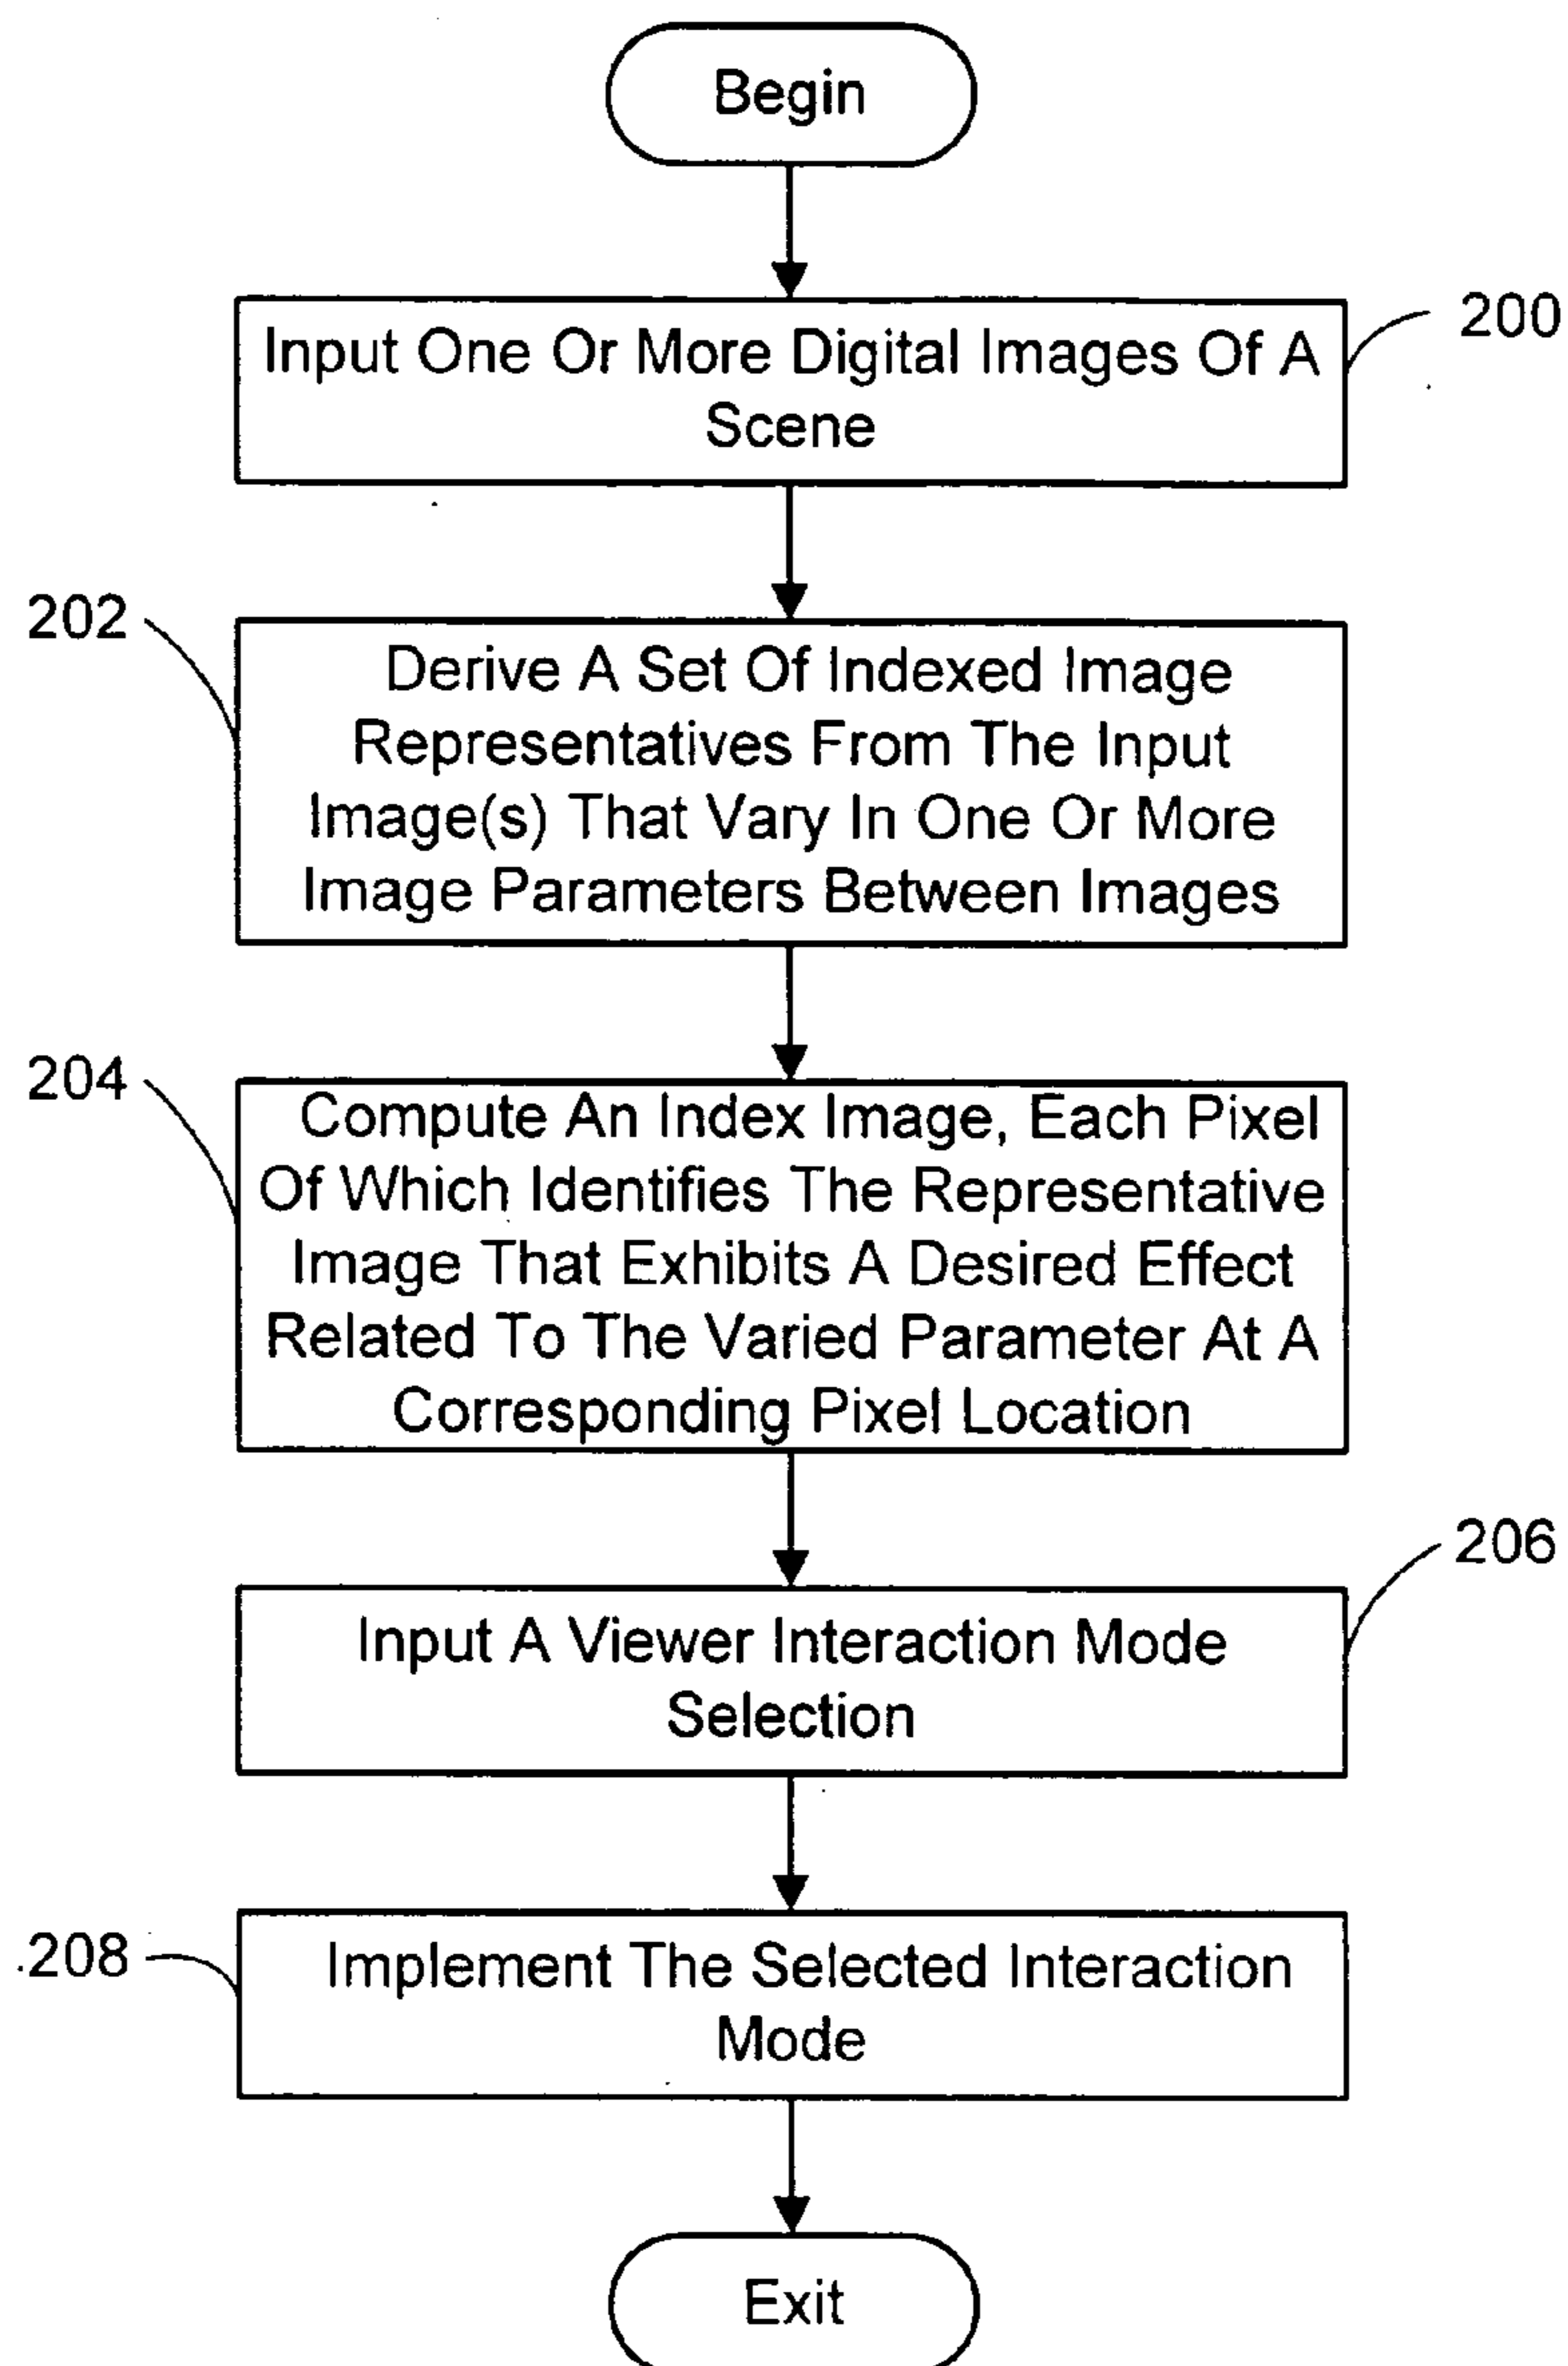 Begin
Input One Or More Digital Images Of A
Scene
200
202
Derive A Set Of Indexed Image
Representatives From The Input
Image(s) That Vary In One Or More
Image Parameters Between Images
204
Compute An Index Image, Each Pixel
Of Which Identifies The Representative
Image That Exhibits A Desired Effect
Related To The Varied Parameter At A
Corresponding Pixel Location
206
Input A Viewer Interaction Mode
Selection
208
Implement The Selected Interaction
Mode
Exit